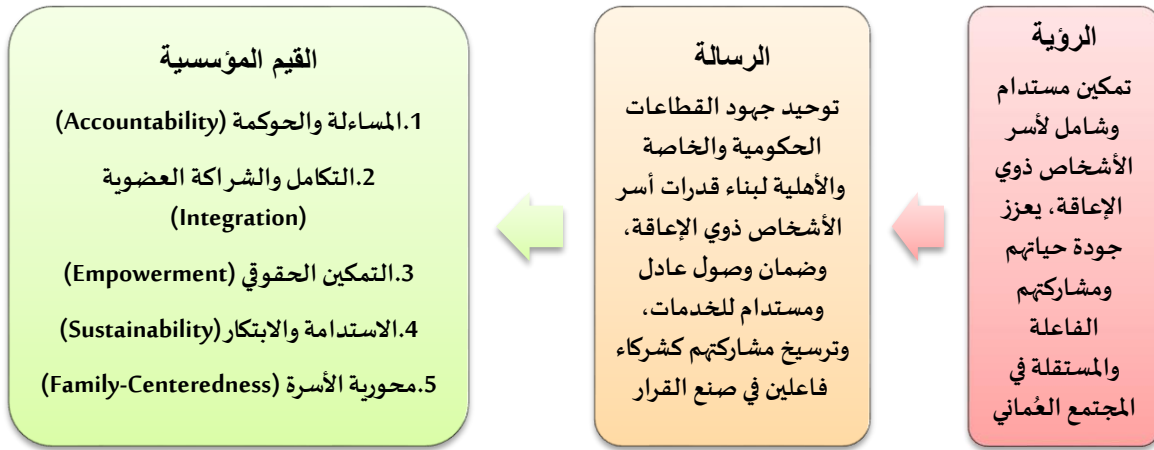 الرؤية
تمكين مستدام
وشامل لأسر
الأشخاص ذوي
الإعاقة، يعزز
جودة حياتهم
ومشاركتهم
الفاعلة
والمستقلة في
المجتمع العُماني
الرسالة
توحيد جهود القطاعات
الحكومية والخاصة
والأهلية لبناء قدرات أسر
الأشخاص ذوي الإعاقة،
وضمان وصول عادل
ومستدام للخدمات،
وترسيخ مشاركتهم كشركاء
فاعلين في صنع القرار
القيم المؤسسية
1.المساءلة والحوكمة (Accountability)
2.التكامل والشراكة العضوية
(Integration)
3.التمكين الحقوقي (Empowerment)
4.الاستدامة والابتكار (Sustainability)
5.محورية الأسرة (Family-Centeredness)